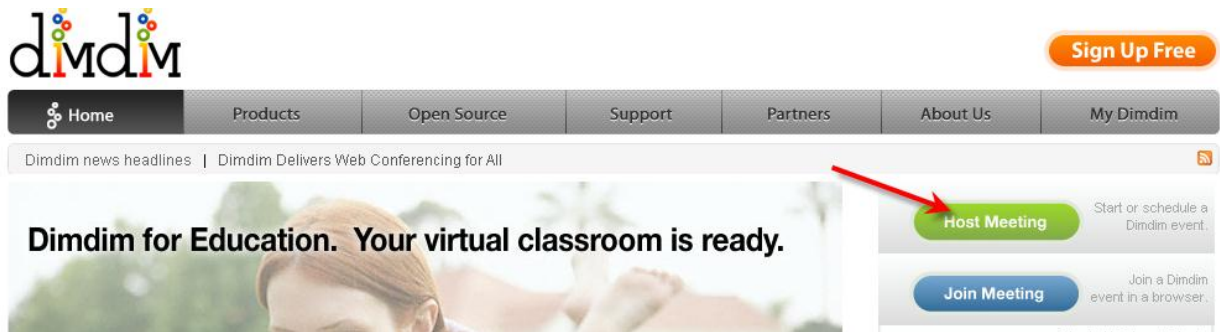 dimdim
Sign Up Free
Home Products Open Source Support Partners About Us My Dimdim
Dimdim news headlines | Dimdim Delivers Web Conferencing for All
Dimdim for Education. Your virtual classroom is ready.
Host Meeting
Start or schedule a
Dimdim event.
Join Meeting
Join a Dimdim
event in a browser.